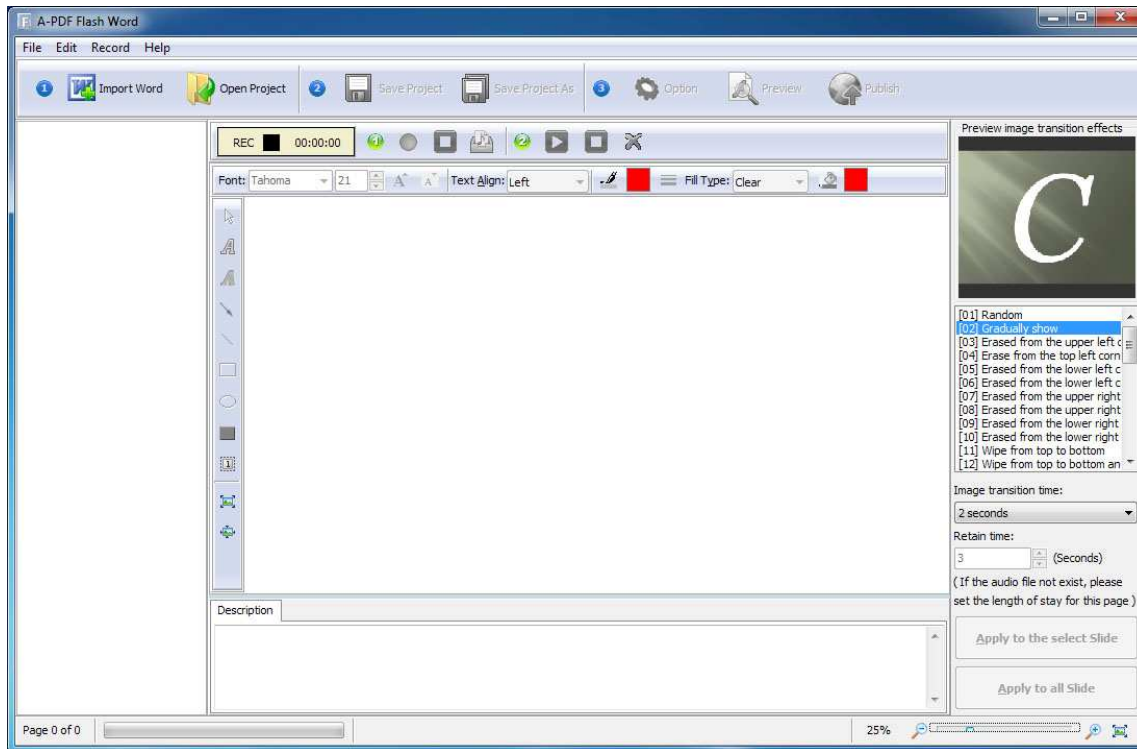 A-PDF Flash Word
File Edit Record Help
1 Import Word Open Project 2 Save Project Save Project As 3 Option Preview Publish
REC 00:00:00 1 2
Font: Tahoma 21 A A Text Align: Left Fill Type: Clear
A
A
1
Description
Preview image transition effects
C
[01] Random
[02] Gradually show
[03] Erased from the upper left c
[04] Erase from the top left corn
[05] Erased from the lower left c
[06] Erased from the lower left c
[07] Erased from the upper right
[08] Erased from the upper right
[09] Erased from the lower right
[10] Erased from the lower right
[11] Wipe from top to bottom
[12] Wipe from top to bottom an
Image transition time:
2 seconds
Retain time:
3 (Seconds)
( If the audio file not exist, please
set the length of stay for this page )
Apply to the select Slide
Apply to all Slide
Page 0 of 0 25%